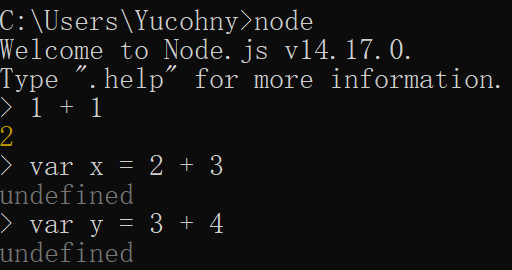 C:\Users\Yucohny>node
Welcome to Node.js v14.17.0.
Type ".help" for more information.
> 1 + 1
2
> var x = 2 + 3
undefined
> var y = 3 + 4
undefined